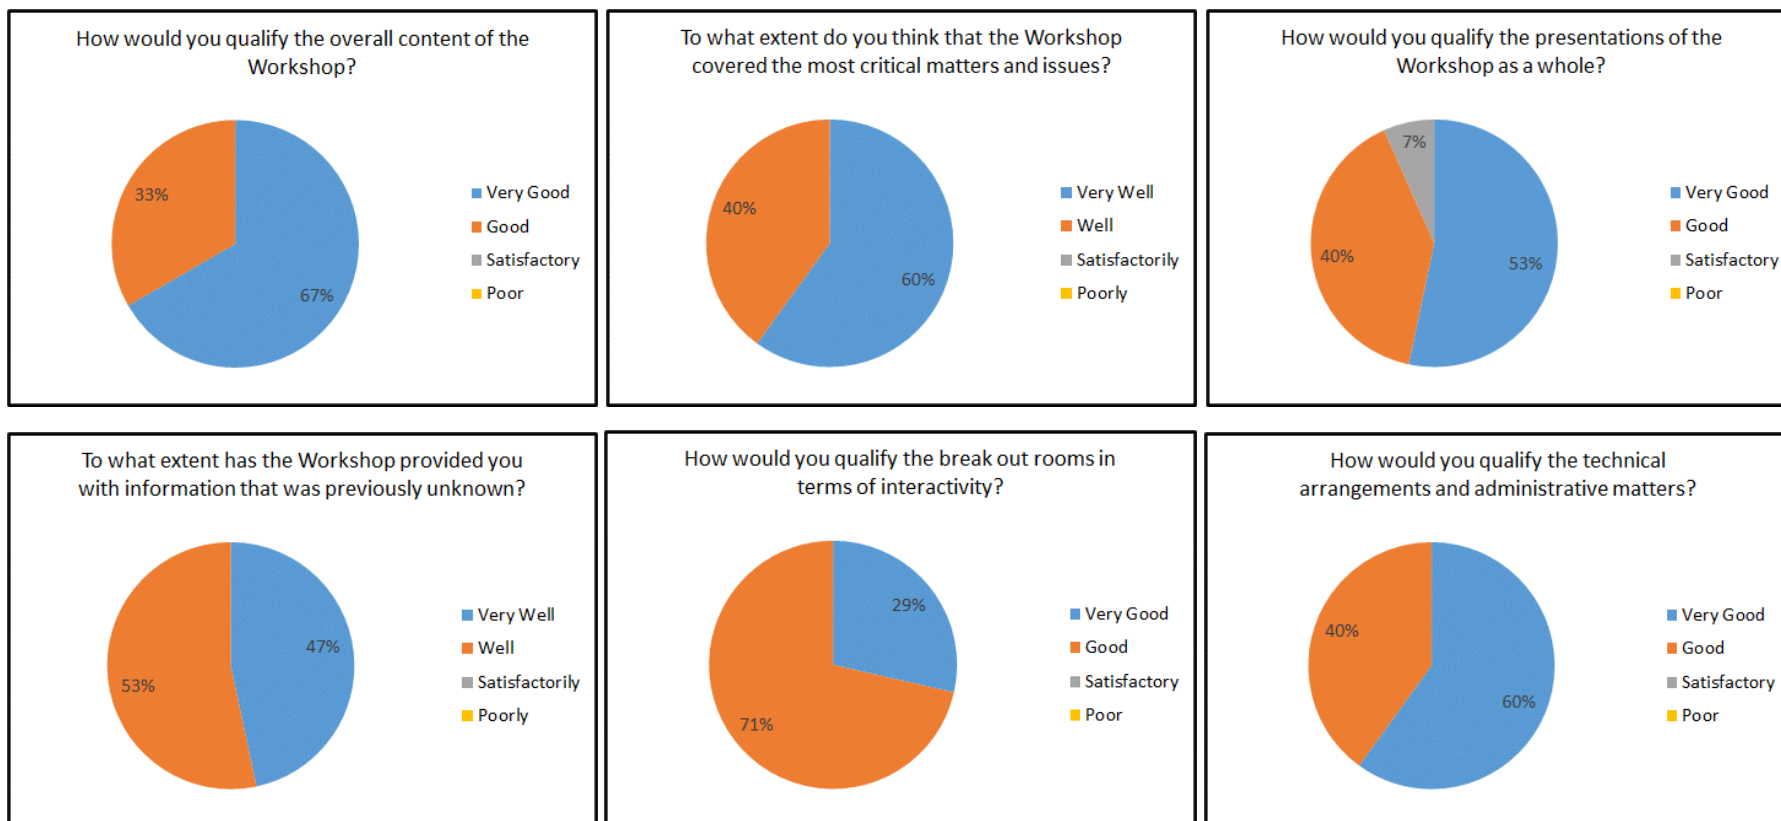 How would you qualify the overall content of the
Workshop?
33%
67%
Very Good
Good
Satisfactory
Poor
To what extent do you think that the Workshop
covered the most critical matters and issues?
40%
60%
Very Well
Well
Satisfactorily
Poorly
How would you qualify the presentations of the
Workshop as a whole?
7%
40%
53%
Very Good
Good
Satisfactory
Poor
To what extent has the Workshop provided you
with information that was previously unknown?
47%
53%
Very Well
Well
Satisfactorily
Poorly
How would you qualify the break out rooms in
terms of interactivity?
29%
71%
Very Good
Good
Satisfactory
Poor
How would you qualify the technical
arrangements and administrative matters?
40%
60%
Very Good
Good
Satisfactory
Poor